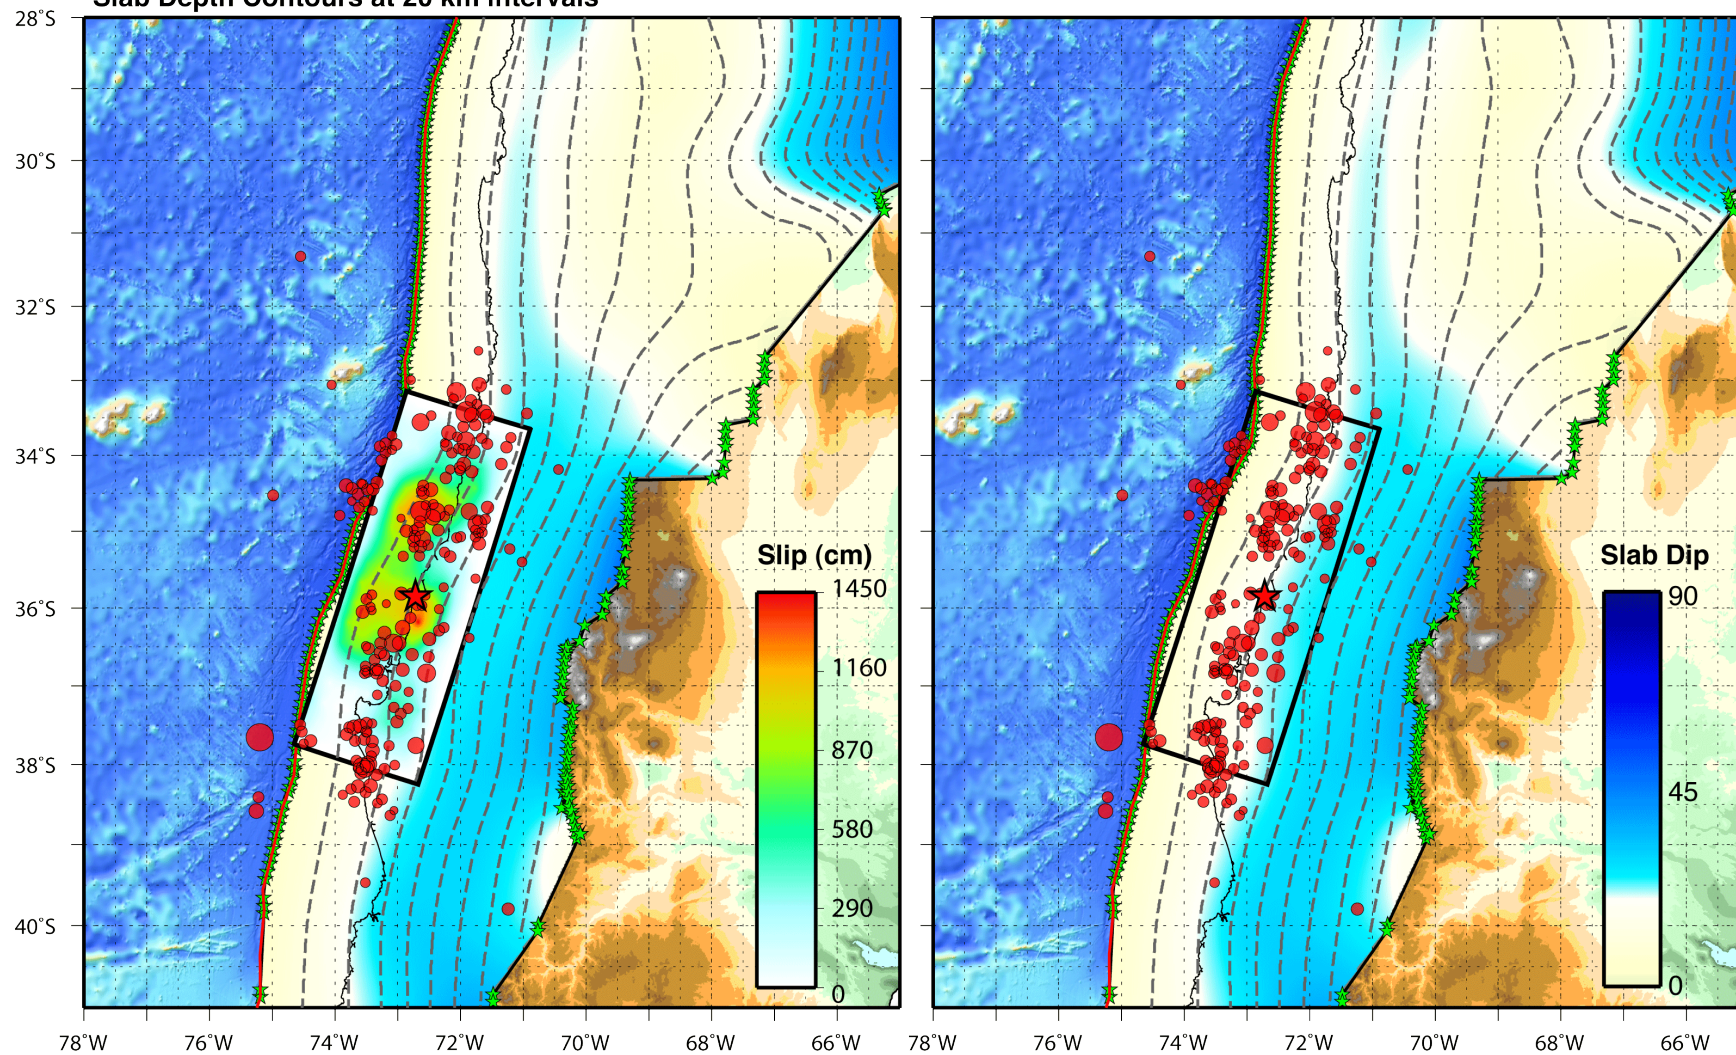 Slab Depth Contours at 20 km intervals
28°S
30°S
32°S
34°S
36°S
38°S
40°S
Slip (cm)
1450
1160
870
580
290
0
Slab Dip
90
45
0
78°W 76°W 74°W 72°W 70°W 68°W 66°W
78°W 76°W 74°W 72°W 70°W 68°W 66°W